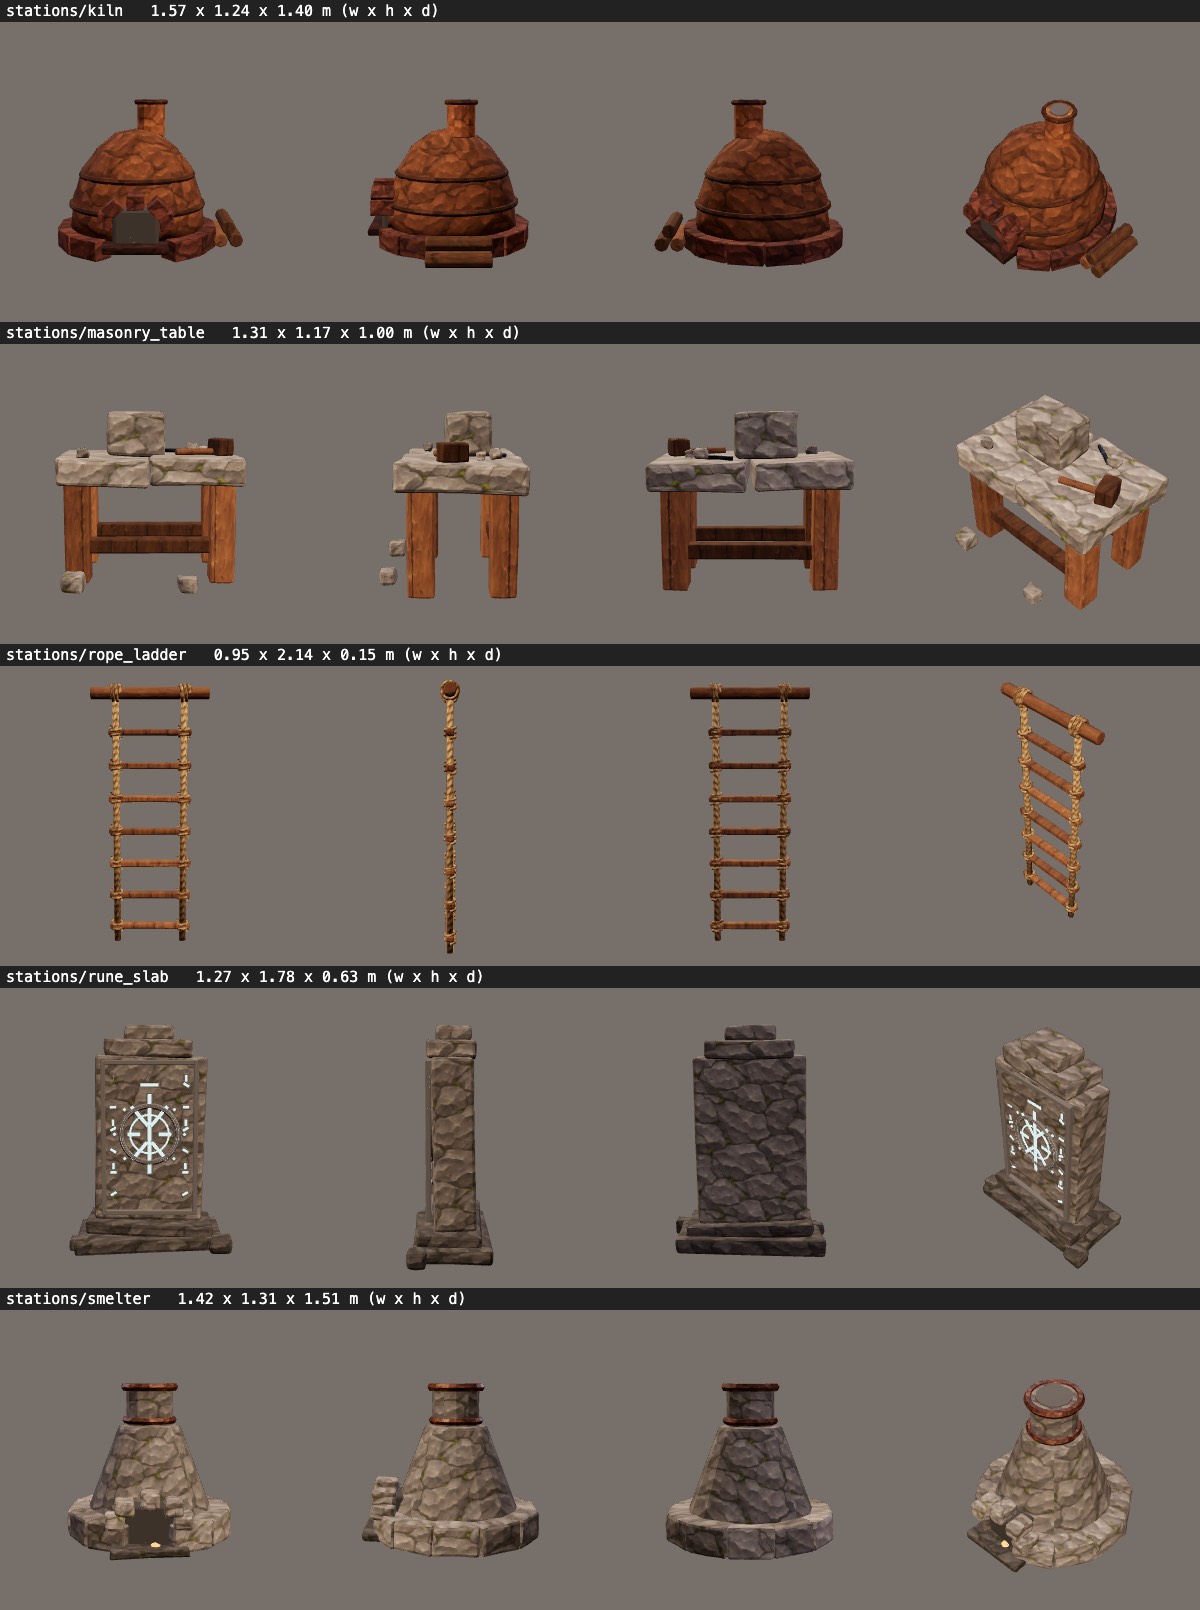 stations/kiln 1.57 x 1.24 x 1.40 m (w x h x d)
stations/masonry_table 1.31 x 1.17 x 1.00 m (w x h x d)
stations/rope_ladder 0.95 x 2.14 x 0.15 m (w x h x d)
stations/rune_slab 1.27 x 1.78 x 0.63 m (w x h x d)
stations/smelter 1.42 x 1.31 x 1.51 m (w x h x d)